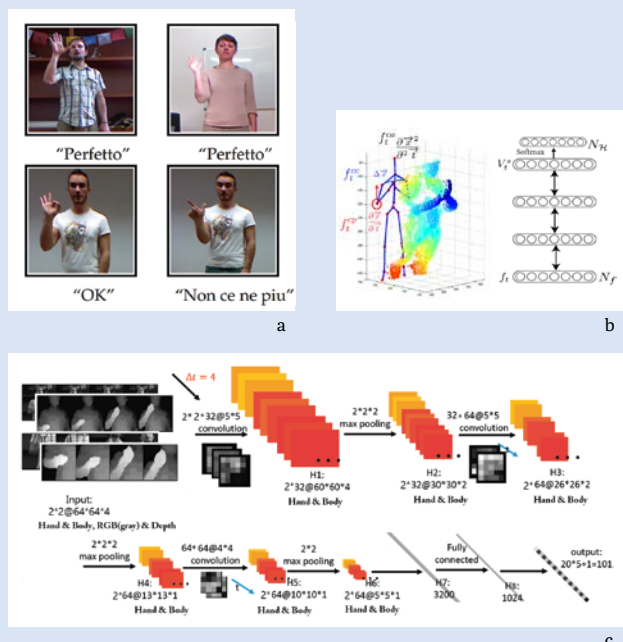 "Perfetto" "Perfetto"
"OK" "Non ce ne piu"
a
Softmax
b
Δt = 4
2*2*32@5*5
convolution
2*2*2
max pooling
32*64@5*5
convolution
H1:
2*32@60*60*4
Hand & Body
H2:
2*32@30*30*2
Hand & Body
H3:
2*64@26*26*2
Hand & Body
Input:
2*2@64*64*4
Hand & Body, RGB(gray) & Depth
2*2*2
max pooling
64*64@4*4
convolution
2*2
max pooling
Fully
connected
output:
20*5+1=101
H4:
2*64@13*13*1
Hand & Body
t
H5:
2*64@10*10*1
Hand & Body
H6:
2*64@5*5*1
Hand & Body
H7:
3200
H8:
1024
c